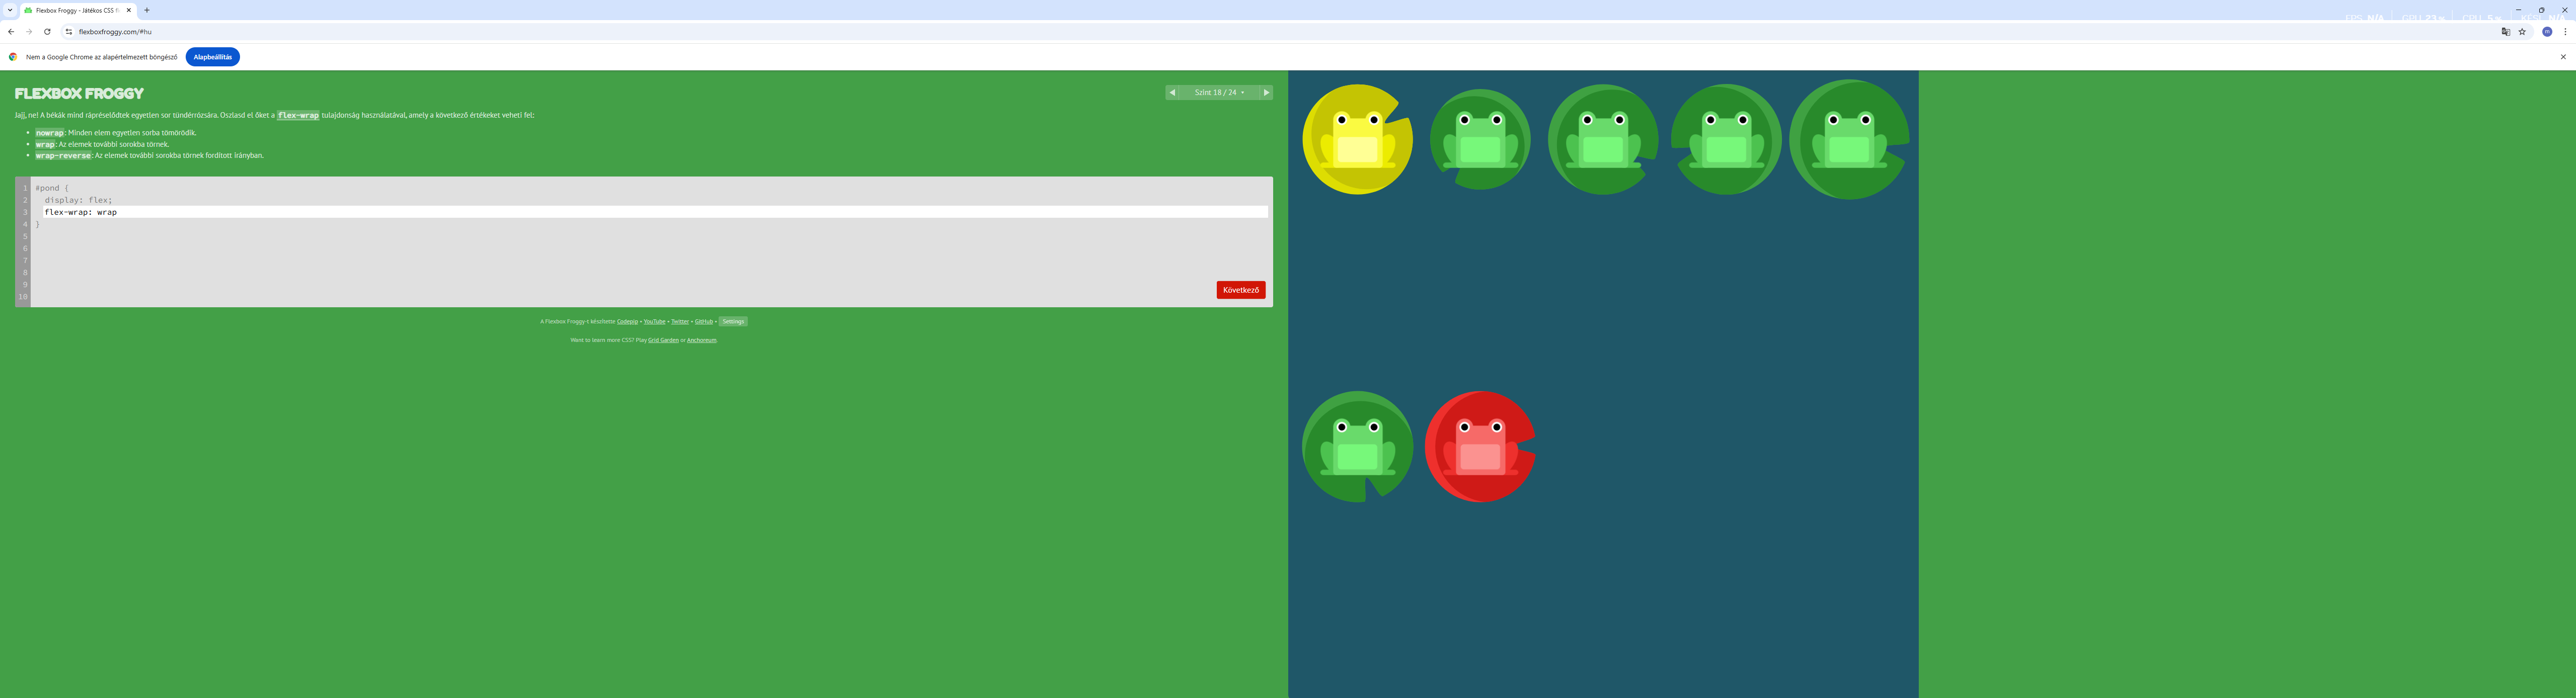 Flexbox Froggy - Játékos CSS f
flexboxfroggy.com/#hu
Nem a Google Chrome az alapértelmezett böngésző
Alapbeállítás
FLEXBOX FROGGY
Szint 18 / 24
Jajj, ne! A békák mind rápréselődtek egyetlen sor tündérrózsára. Oszlasd el őket a flex-wrap tulajdonság használatával, amely a következő értékeket veheti fel:
nowrap: Minden elem egyetlen sorba tömörödik.
wrap: Az elemek további sorokba törnek.
wrap-reverse: Az elemek további sorokba törnek fordított irányban.
1 #pond {
2 display: flex;
3 flex-wrap: wrap
4 }
5
6
7
8
9
10
Következő
A Flexbox Froggy-t készítette Codepip • YouTube • Twitter • GitHub • Settings
Want to learn more CSS? Play Grid Garden or Anchoreum.